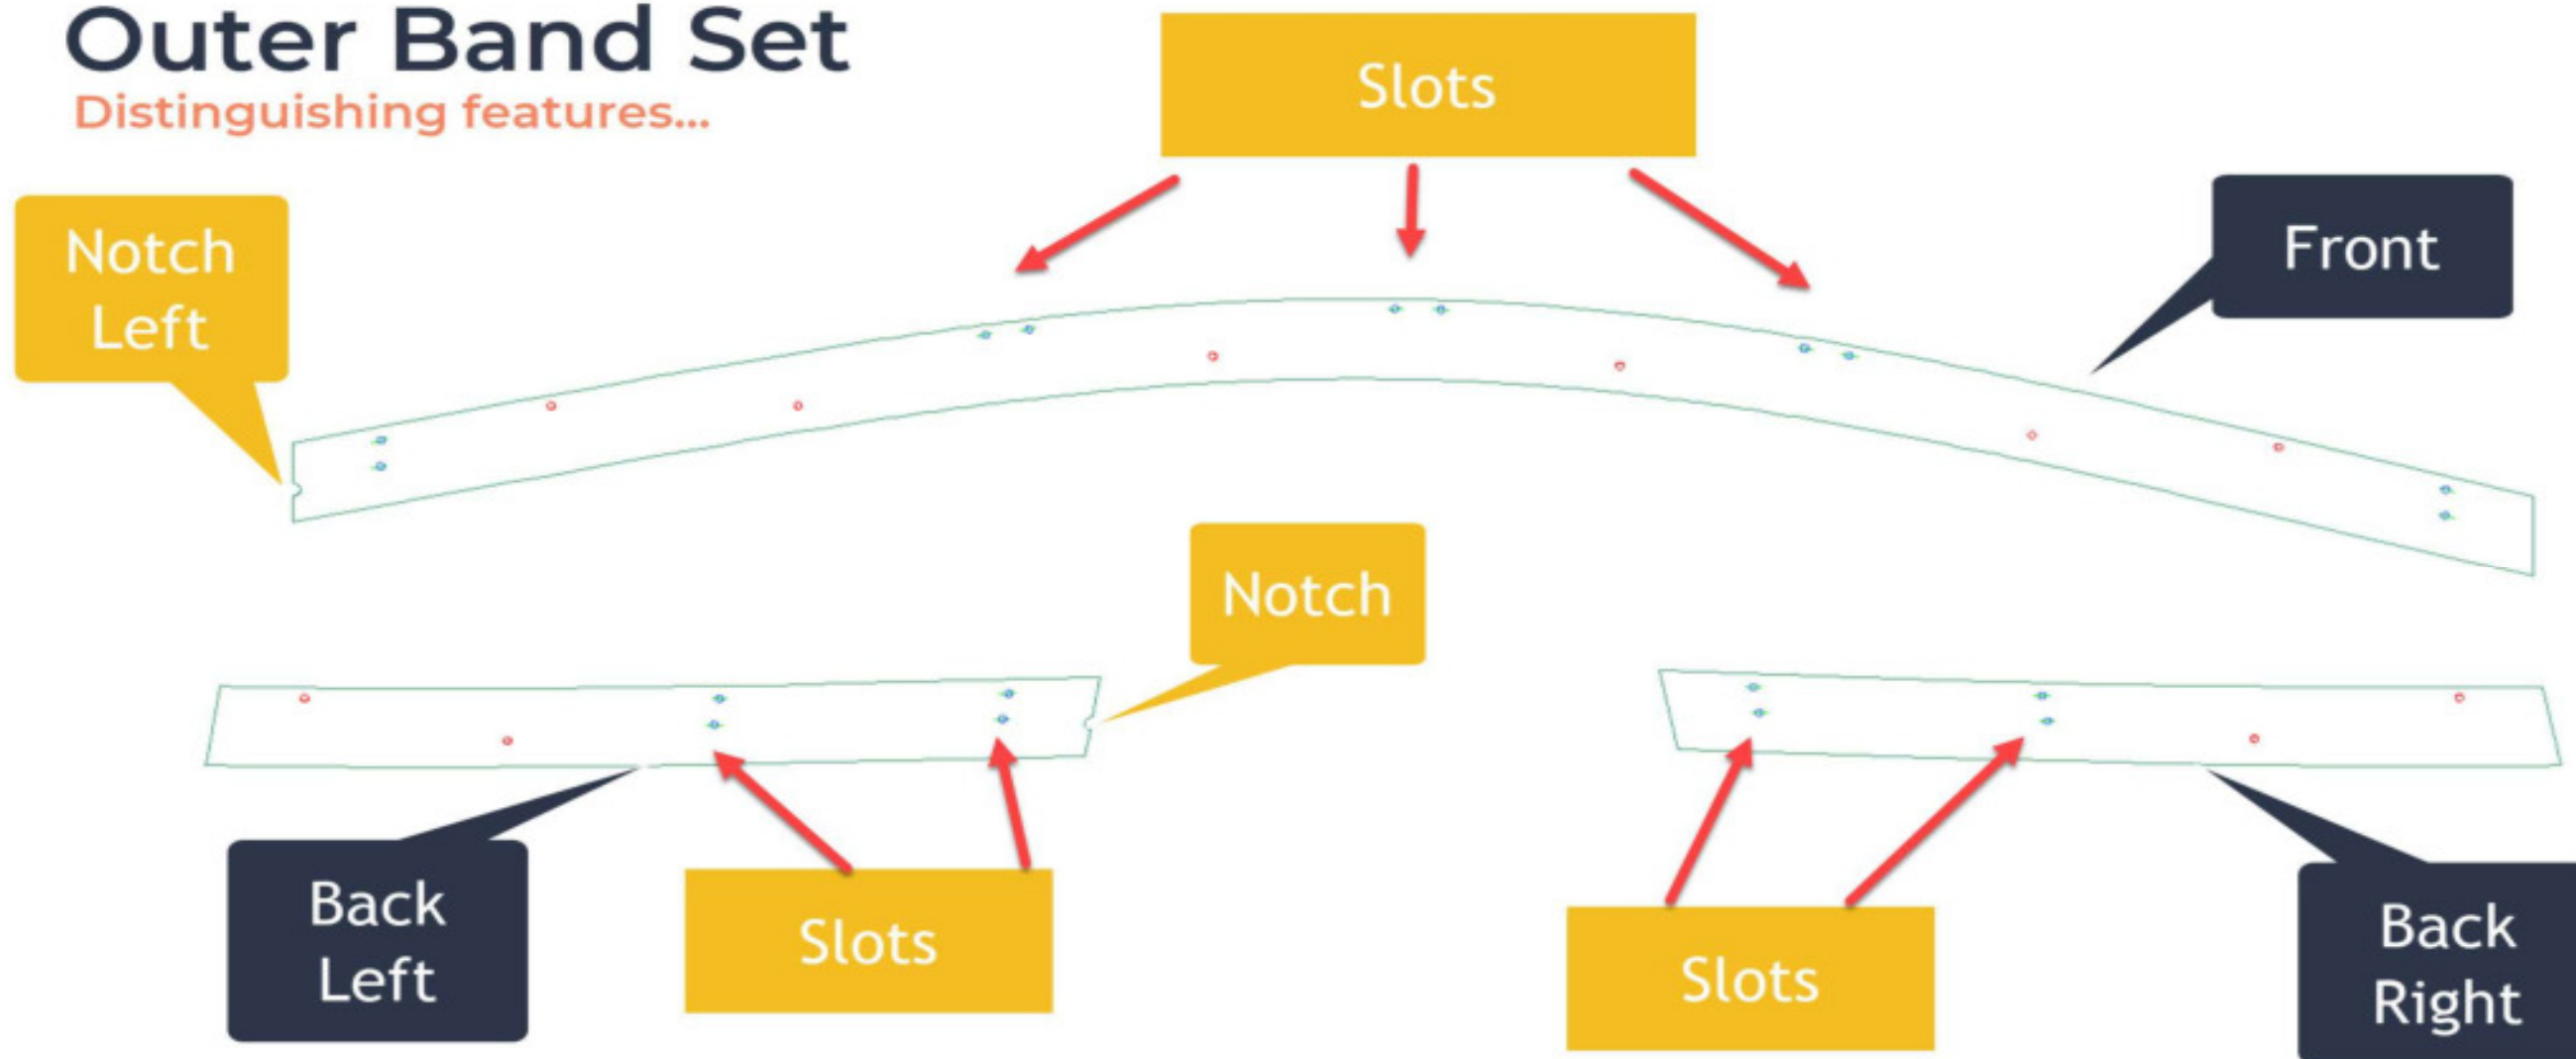 Outer Band Set
Distinguishing features...
Slots
Notch
Left
Front
Notch
Back
Left
Slots
Slots
Back
Right